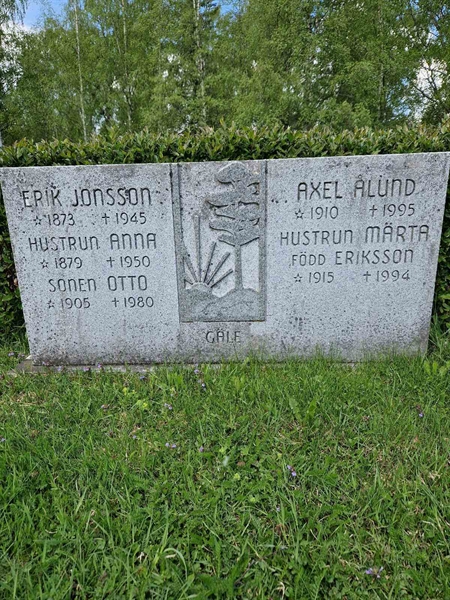 ERIK JONSSON
☆1873 ✝1945
HUSTRUN ANNA
☆ 1879 ✝1950
SONEN OTTO
☆1905 ✝1980
GÄLE
AXEL ÅLUND
☆1910 ✝1995
HUSTRUN MÄRTA
FÖDD ERIKSSON
☆1915 ✝1994